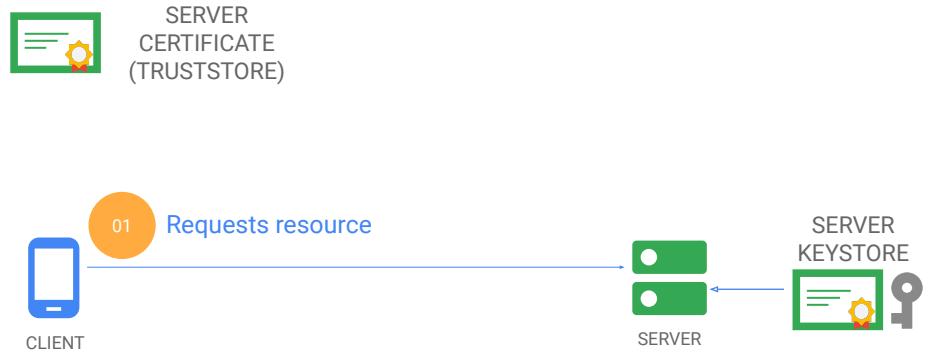 SERVER
CERTIFICATE
(TRUSTSTORE)
01
Requests resource
SERVER
KEYSTORE
CLIENT
SERVER